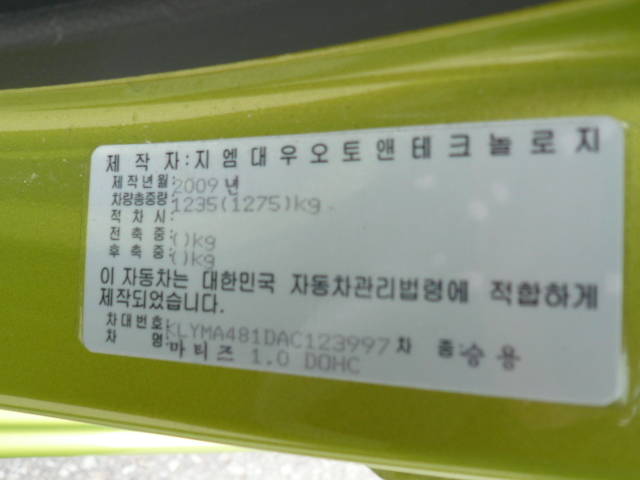 제 작 자:지엠대우오토앤테크놀로지
제작년월:2009 년
차량총중량:1235(1275)kg
적 차 시:
전 축 중:()kg
후 축 중:()kg
이 자동차는 대한민국 자동차관리법령에 적합하게
제작되었습니다.
차대번호:KLYMA481DAC123997 차 종:승용
차 명:마티즈 1.0 DOHC